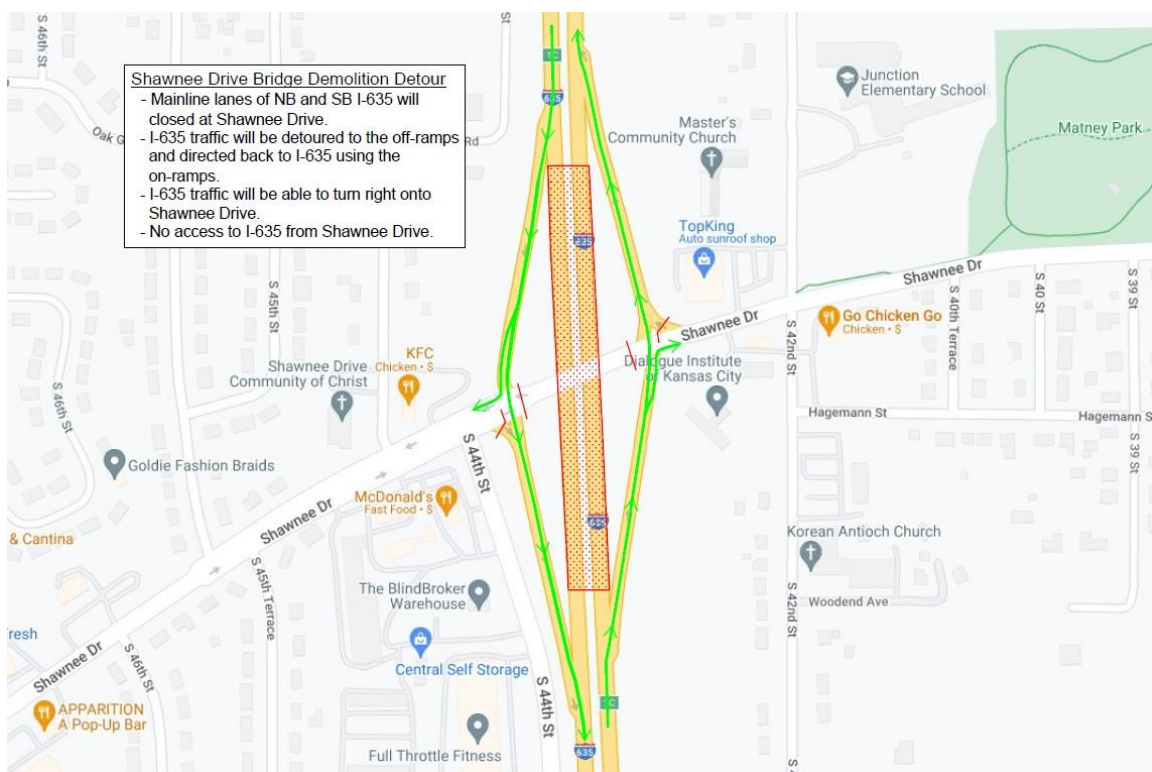 S 46th St
St
1C
635
Shawnee Drive Bridge Demolition Detour
- Mainline lanes of NB and SB I-635 will
closed at Shawnee Drive.
- I-635 traffic will be detoured to the off-ramps
and directed back to I-635 using the
on-ramps.
- I-635 traffic will be able to turn right onto
Shawnee Drive.
- No access to I-635 from Shawnee Drive.
Oak G
Rd
Junction
Elementary School
Matney Park
Master's
Community Church
TopKing
Auto sunroof shop
635
Shawnee Dr
S 39th St
S 40 St
S 40th Terrace
S 45th St
Go Chicken Go
Chicken • $
Shawnee Dr
S 42nd St
KFC
Chicken • $
Shawnee Drive
Community of Christ
Dialogue Institute
of Kansas City
S 46th St
Hagemann St
Hagemann S
S 39th St
Goldie Fashion Braids
S 44th St
McDonald's
Fast Food • $
Shawnee Dr
635
& Cantina
Korean Antioch Church
S 45th Terrace
The BlindBroker
Warehouse
Woodend Ave
S 42nd St
resh
Shawnee Dr
S 46th St
Central Self Storage
S 44th St
1C
APPARITION
A Pop-Up Bar
Full Throttle Fitness
635
S 4